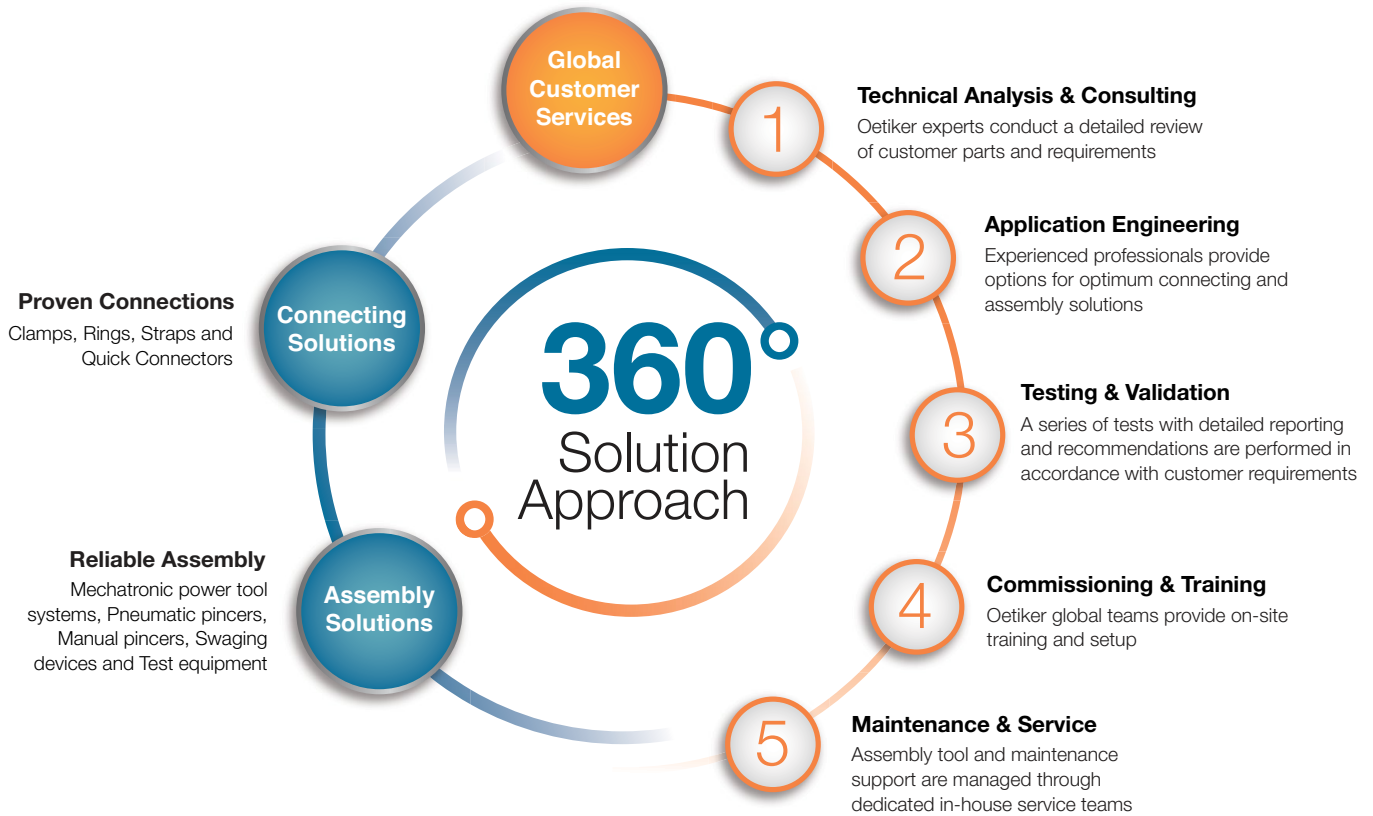 Global
Customer
Services
1
Technical Analysis & Consulting
Oetiker experts conduct a detailed review
of customer parts and requirements
2
Application Engineering
Experienced professionals provide
options for optimum connecting and
assembly solutions
3
Testing & Validation
A series of tests with detailed reporting
and recommendations are performed in
accordance with customer requirements
4
Commissioning & Training
Oetiker global teams provide on-site
training and setup
5
Maintenance & Service
Assembly tool and maintenance
support are managed through
dedicated in-house service teams
Connecting
Solutions
Proven Connections
Clamps, Rings, Straps and
Quick Connectors
Assembly
Solutions
Reliable Assembly
Mechatronic power tool
systems, Pneumatic pincers,
Manual pincers, Swaging
devices and Test equipment
360°
Solution
Approach